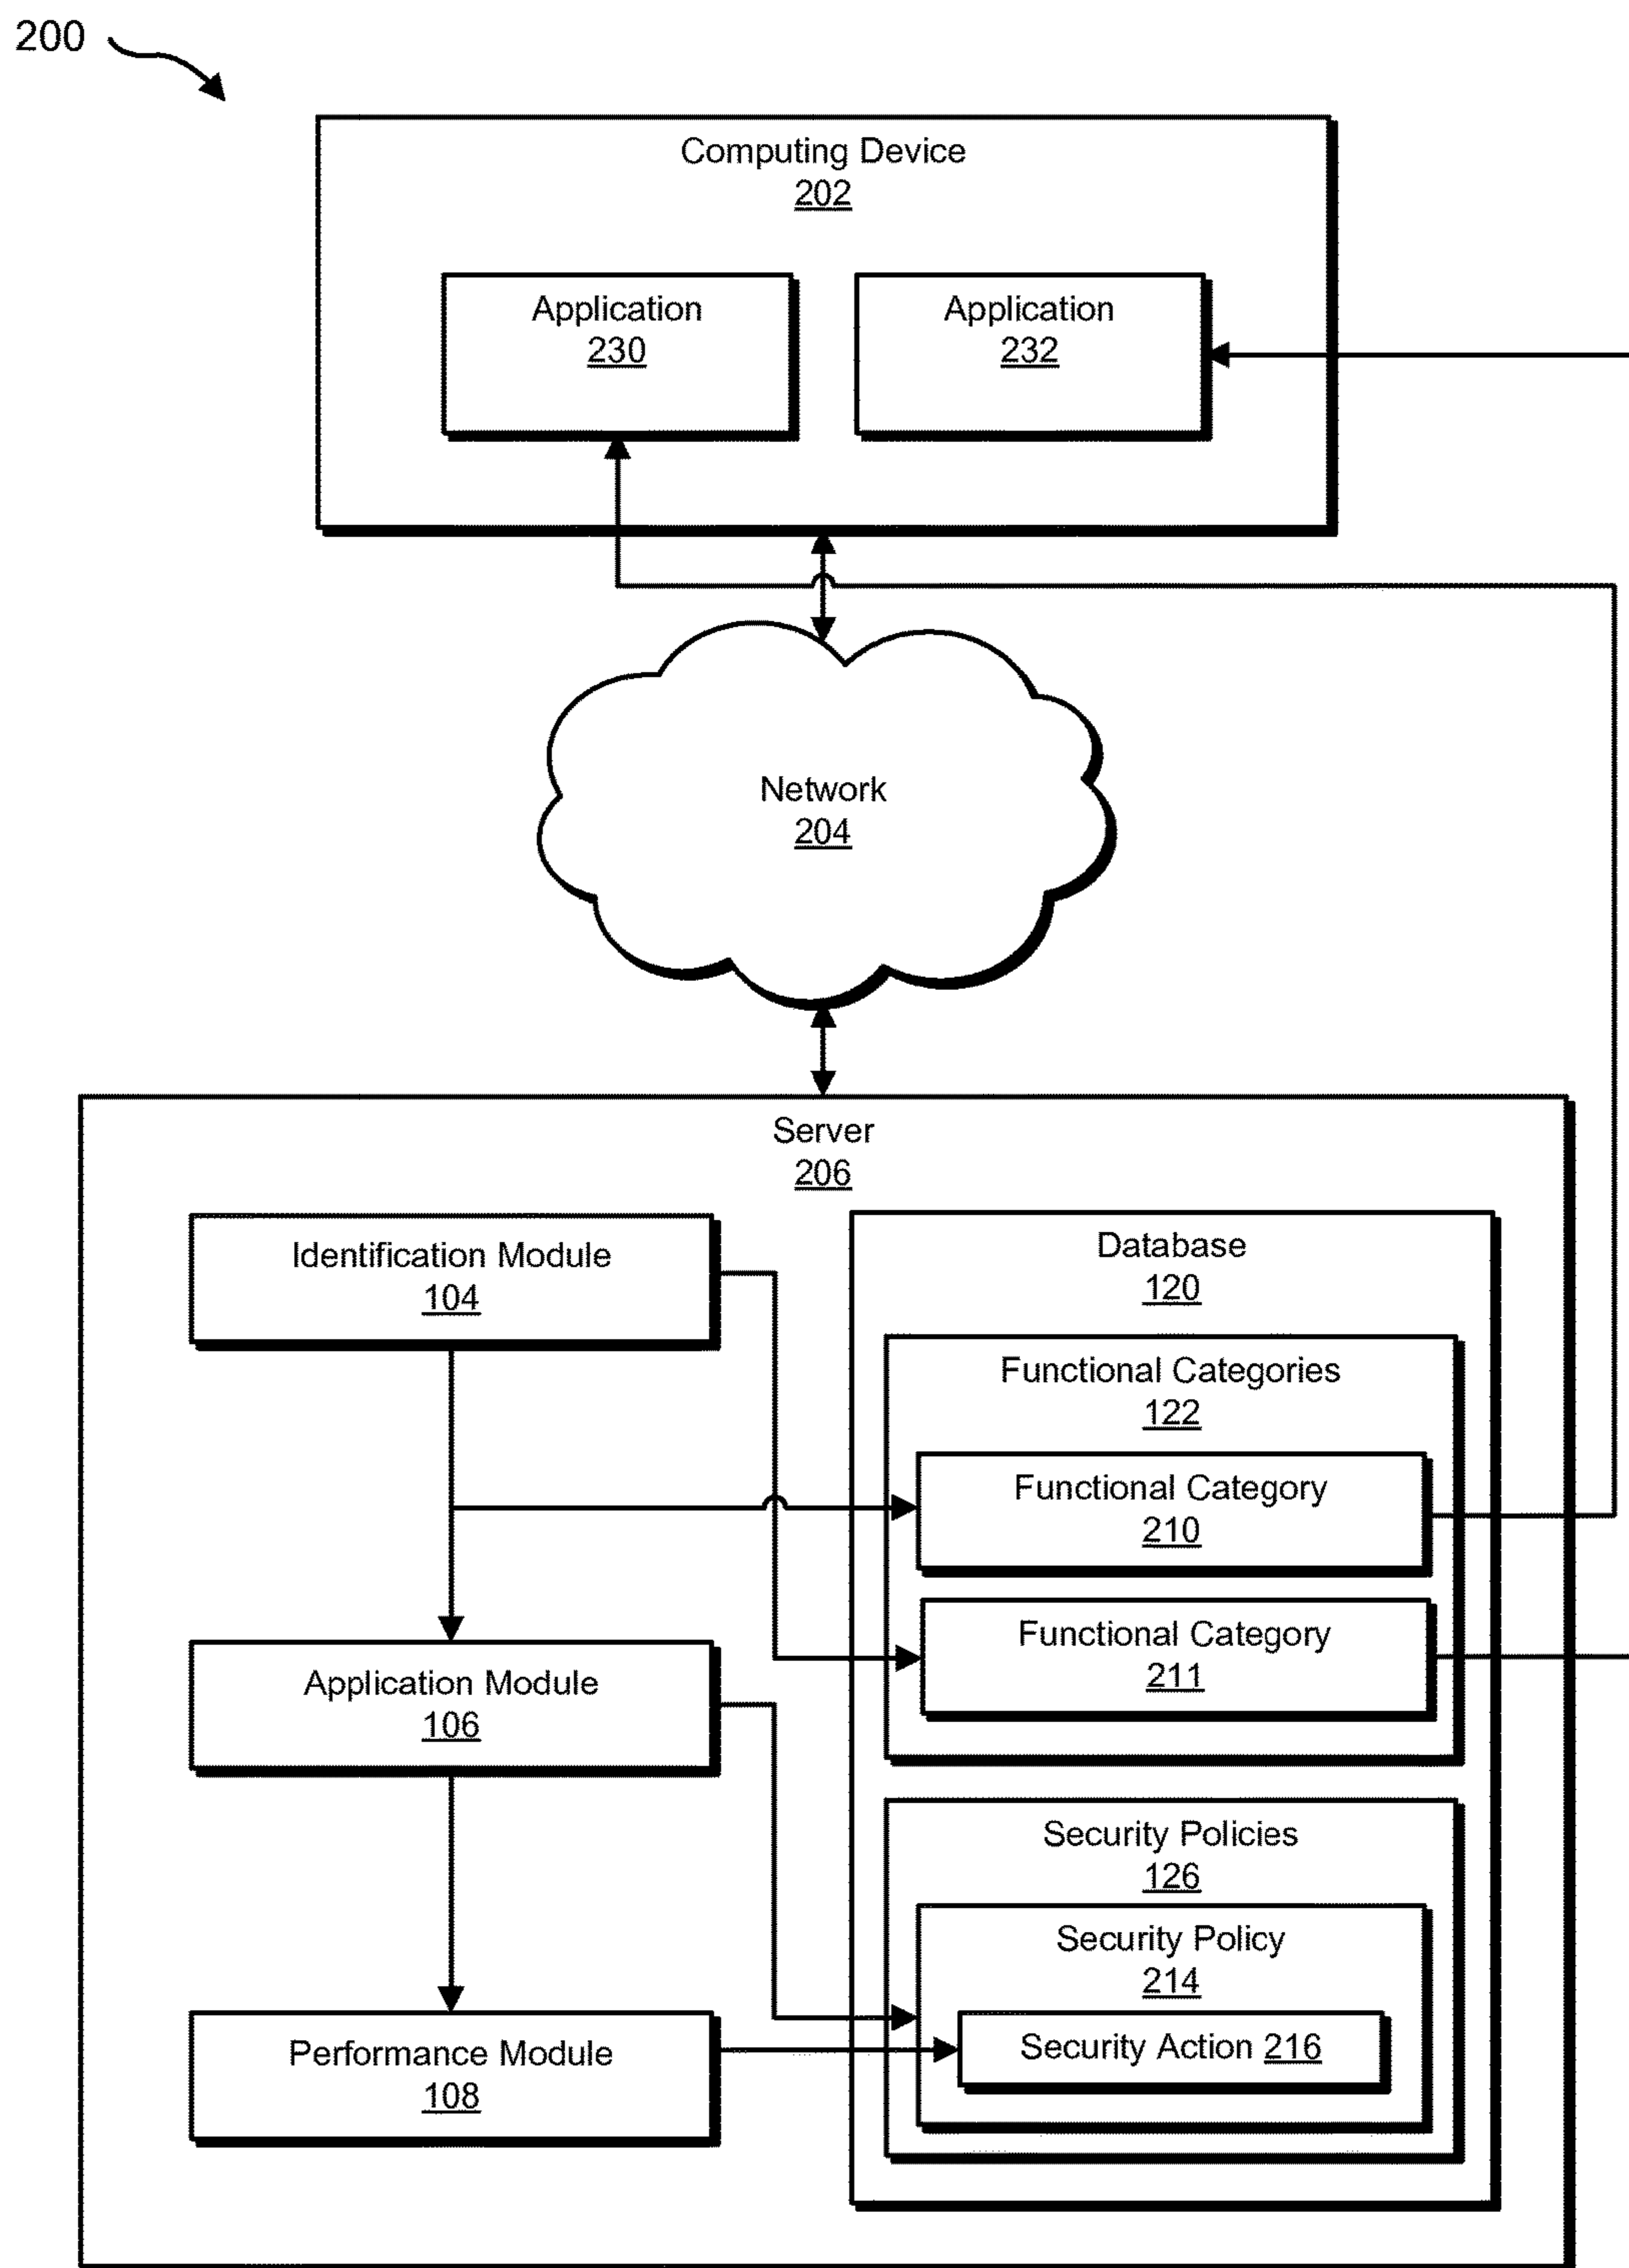 200
Computing Device
202
Application
230
Application
232
Network
204
Server
206
Identification Module
104
Database
120
Functional Categories
122
Functional Category
210
Functional Category
211
Application Module
106
Security Policies
126
Security Policy
214
Security Action 216
Performance Module
108